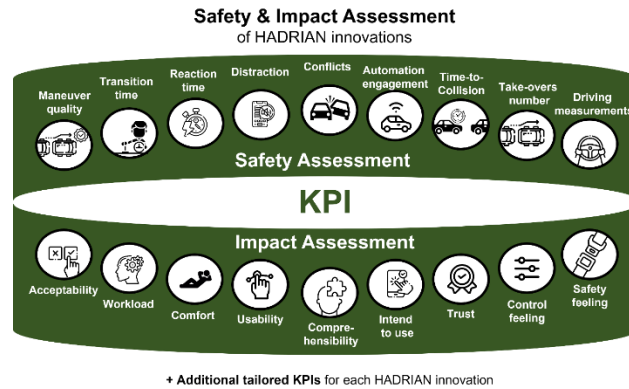 Safety & Impact Assessment
of HADRIAN innovations
Maneuver
quality
Transition
time
Reaction
time
Distraction
Conflicts
Automation
engagement
Time-to-
Collision
Take-overs
number
Driving
measurements
Safety Assessment
KPI
Impact Assessment
Acceptability
Workload
Comfort
Usability
Compre-
hensibility
Intend
to use
Trust
Control
feeling
Safety
feeling
+ Additional tailored KPIs for each HADRIAN innovation